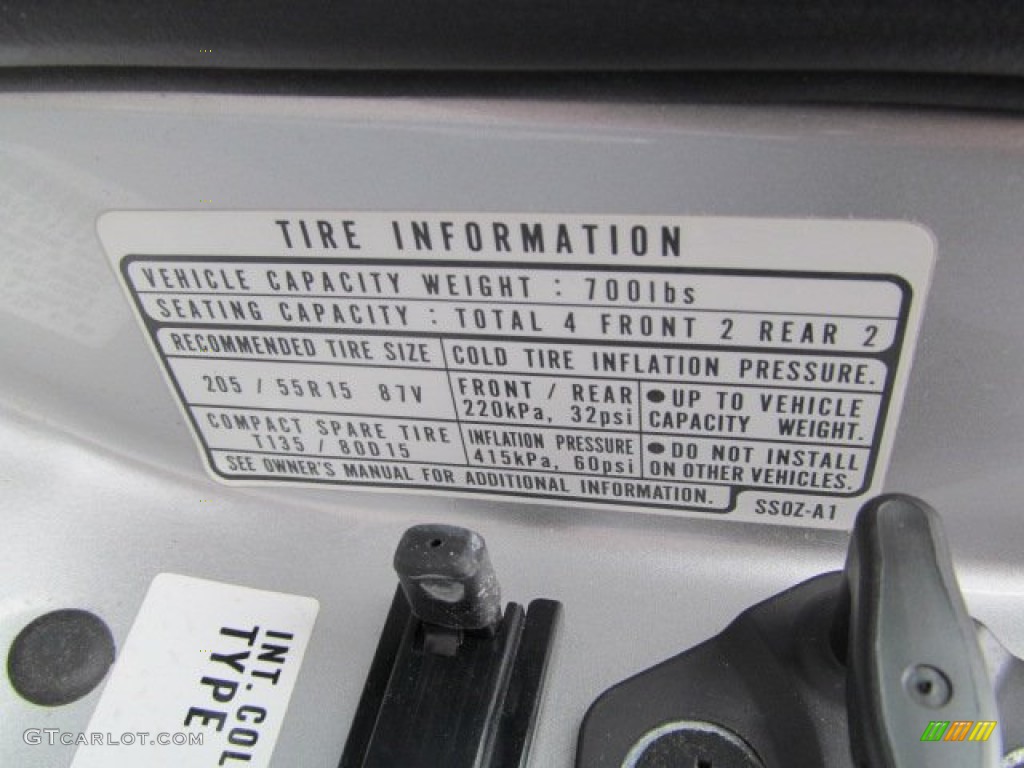 TIRE INFORMATION
VEHICLE CAPACITY WEIGHT : 700lbs
SEATING CAPACITY : TOTAL 4 FRONT 2 REAR 2
RECOMMENDED TIRE SIZE
COLD TIRE INFLATION PRESSURE.
205 / 55R15 87V
FRONT / REAR
220kPa, 32psi
● UP TO VEHICLE
CAPACITY WEIGHT.
COMPACT SPARE TIRE
T135 / 80D15
INFLATION PRESSURE
415kPa, 60psi
● DO NOT INSTALL
ON OTHER VEHICLES.
SEE OWNER'S MANUAL FOR ADDITIONAL INFORMATION.
SS0Z-A1
INT. COL
TYPE
GTCARLOT.COM